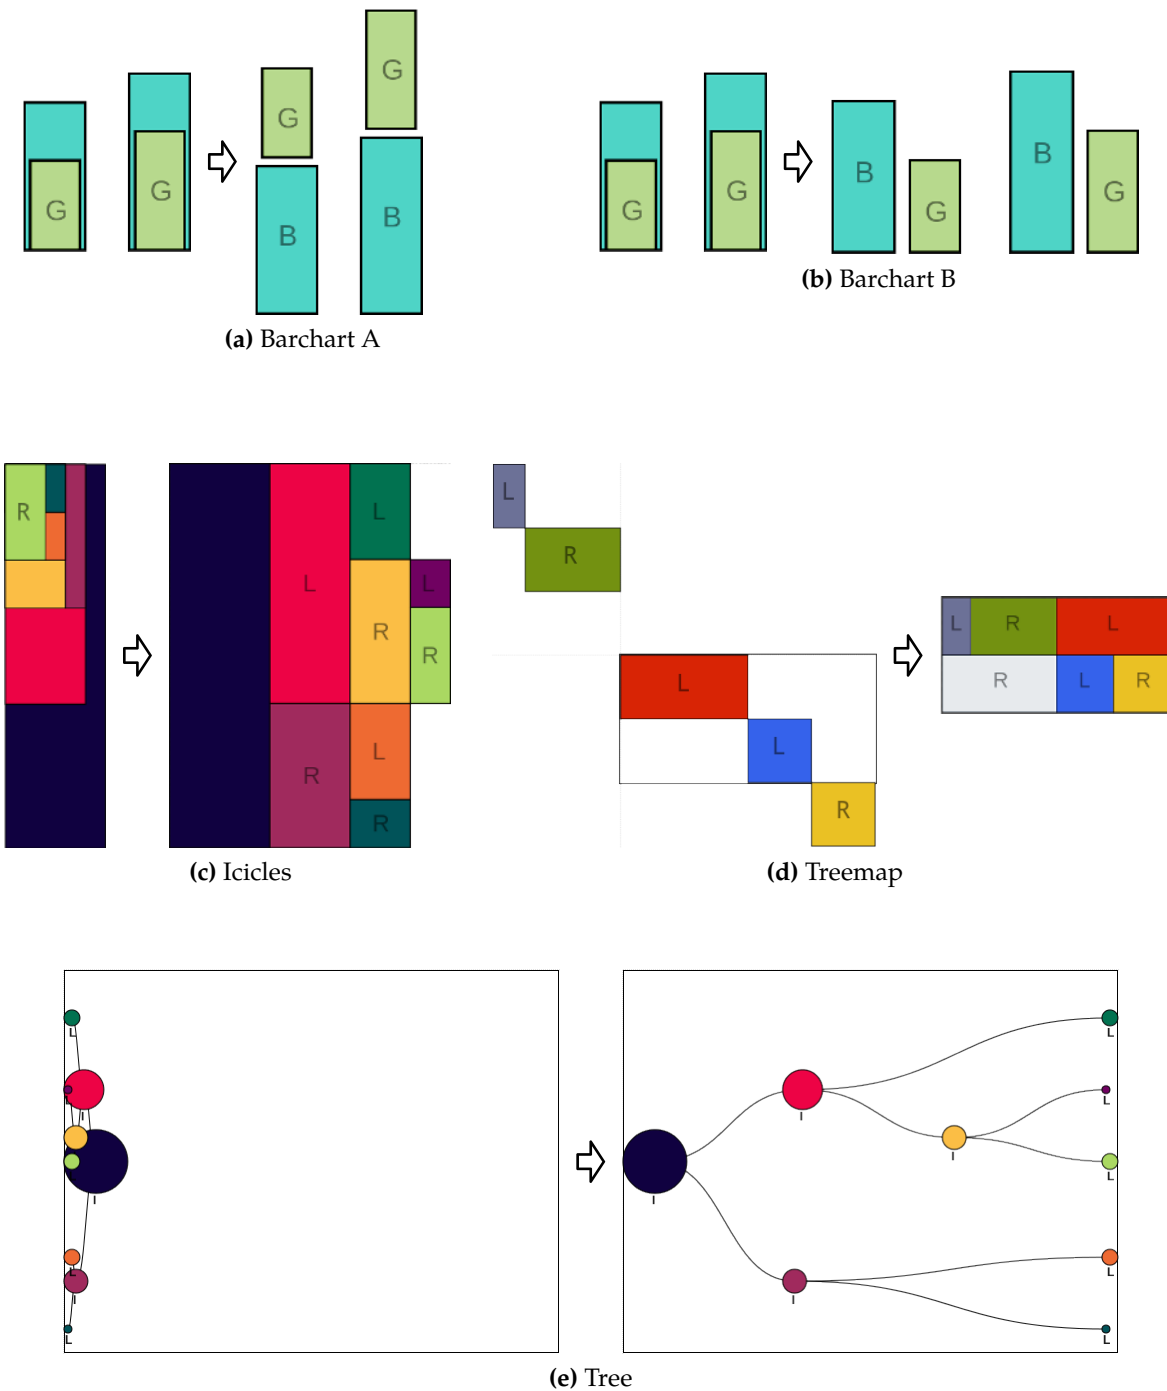 G G G G
B B
(a) Barchart A
G G B G B G
(b) Barchart B
R L L R L R L R
(c) Icicles
L R L L R L R L R L R
(d) Treemap
L I L I L I L I L
L I L I L I L I L
(e) Tree